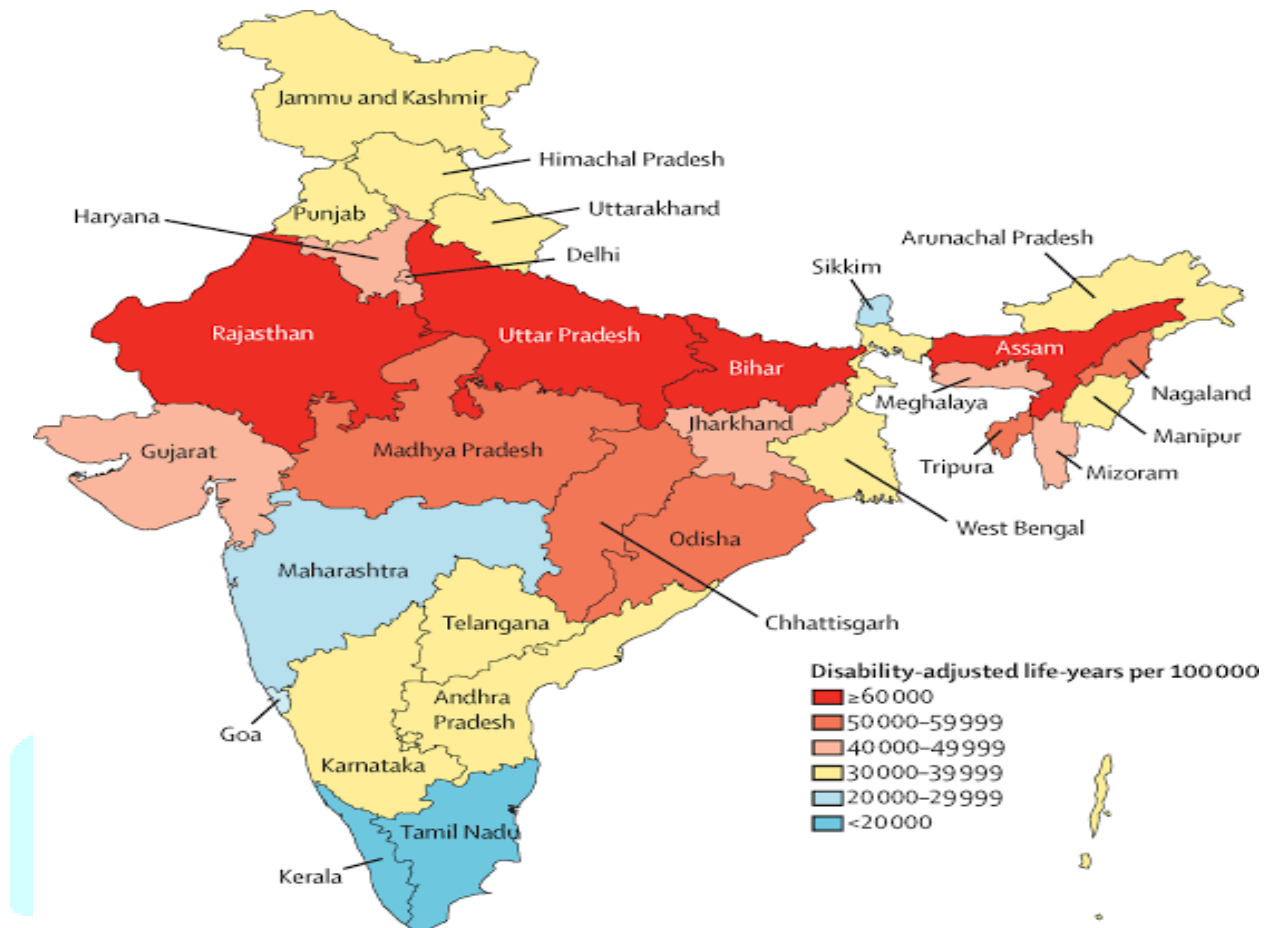 Jammu and Kashmir
Himachal Pradesh
Punjab
Haryana
Uttarakhand
Arunachal Pradesh
Delhi
Sikkim
Rajasthan
Uttar Pradesh
Assam
Bihar
Nagaland
Meghalaya
Jharkhand
Manipur
Gujarat
Madhya Pradesh
Tripura
Mizoram
West Bengal
Odisha
Maharashtra
Telangana
Chhattisgarh
Disability-adjusted life-years per 100 000
≥60 000
50 000–59 999
40 000–49 999
30 000–39 999
20 000–29 999
<20 000
Andhra
Pradesh
Goa
Karnataka
Tamil Nadu
Kerala